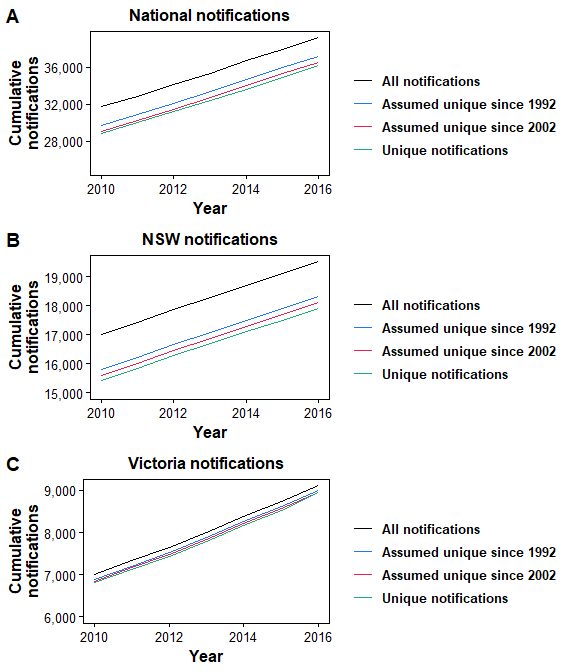 A
National notifications
Cumulative
notifications
36,000
32,000
28,000
2010
2012
2014
2016
Year
All notifications
Assumed unique since 1992
Assumed unique since 2002
Unique notifications
B
NSW notifications
Cumulative
notifications
19,000
18,000
17,000
16,000
15,000
2010
2012
2014
2016
Year
All notifications
Assumed unique since 1992
Assumed unique since 2002
Unique notifications
C
Victoria notifications
Cumulative
notifications
9,000
8,000
7,000
6,000
2010
2012
2014
2016
Year
All notifications
Assumed unique since 1992
Assumed unique since 2002
Unique notifications